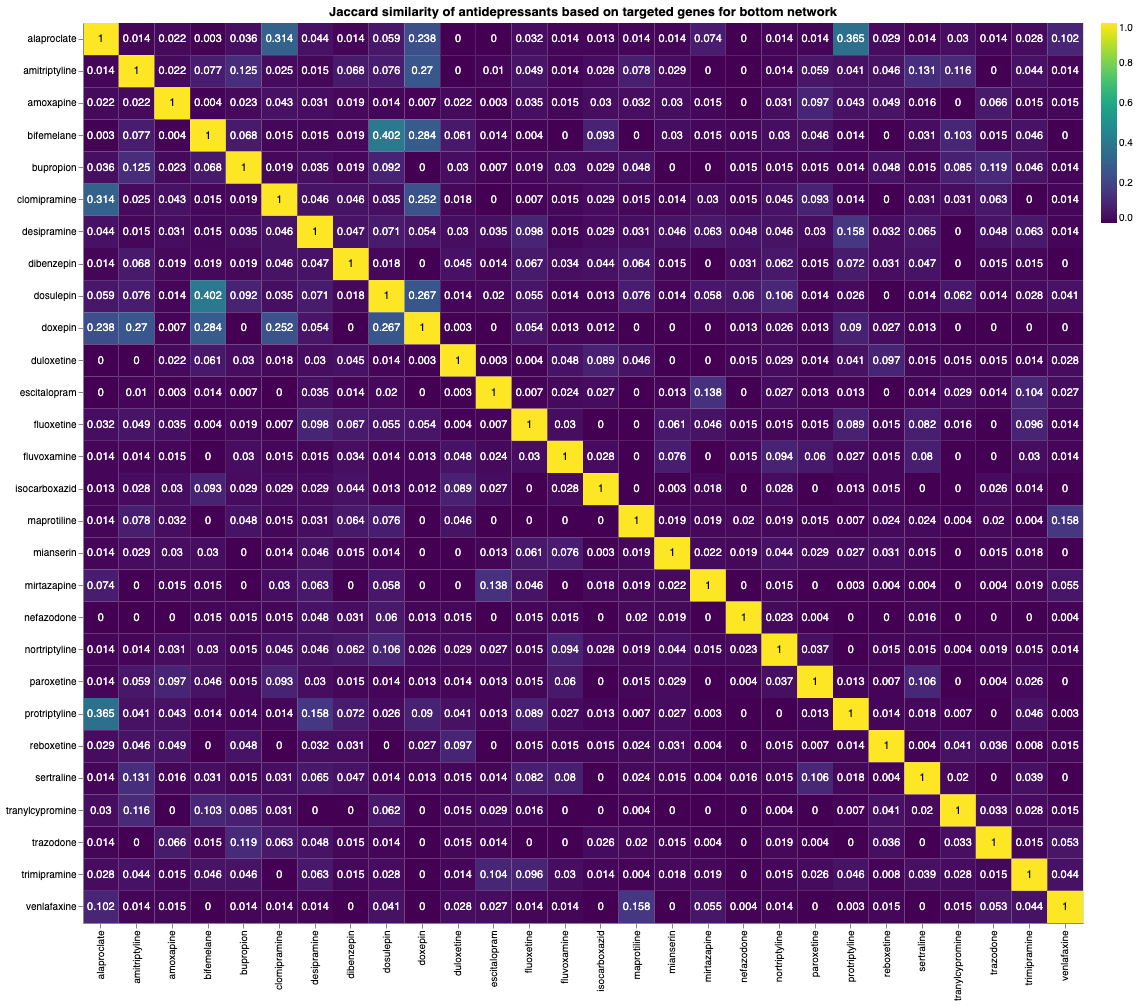 Jaccard similarity of antidepressants based on targeted genes for bottom network
alaproclate 1 0.014 0.022 0.003 0.036 0.314 0.044 0.014 0.059 0.238 0 0 0.032 0.014 0.013 0.014 0.014 0.074 0 0.014 0.014 0.365 0.029 0.014 0.03 0.014 0.028 0.102
amitriptyline 0.014 1 0.022 0.077 0.125 0.025 0.015 0.068 0.076 0.27 0 0.01 0.049 0.014 0.028 0.078 0.029 0 0 0.014 0.059 0.041 0.046 0.131 0.116 0 0.044 0.014
amoxapine 0.022 0.022 1 0.004 0.023 0.043 0.031 0.019 0.014 0.007 0.022 0.003 0.035 0.015 0.03 0.032 0.03 0.015 0 0.031 0.097 0.043 0.049 0.016 0 0.066 0.015 0.015
bifemelane 0.003 0.077 0.004 1 0.068 0.015 0.015 0.019 0.402 0.284 0.061 0.014 0.004 0 0.093 0 0.03 0.015 0.015 0.03 0.046 0.014 0 0.031 0.103 0.015 0.046 0
bupropion 0.036 0.125 0.023 0.068 1 0.019 0.035 0.019 0.092 0 0.03 0.007 0.019 0.03 0.029 0.048 0 0 0.015 0.015 0.015 0.014 0.048 0.015 0.085 0.119 0.046 0.014
clomipramine 0.314 0.025 0.043 0.015 0.019 1 0.046 0.046 0.035 0.252 0.018 0 0.007 0.015 0.029 0.015 0.014 0.03 0.015 0.045 0.093 0.014 0 0.031 0.031 0.063 0 0.014
desipramine 0.044 0.015 0.031 0.015 0.035 0.046 1 0.047 0.071 0.054 0.03 0.035 0.098 0.015 0.029 0.031 0.046 0.063 0.048 0.046 0.03 0.158 0.032 0.065 0 0.048 0.063 0.014
dibenzepin 0.014 0.068 0.019 0.019 0.019 0.046 0.047 1 0.018 0 0.045 0.014 0.067 0.034 0.044 0.064 0.015 0 0.031 0.062 0.015 0.072 0.031 0.047 0 0.015 0.015 0
dosulepin 0.059 0.076 0.014 0.402 0.092 0.035 0.071 0.018 1 0.267 0.014 0.02 0.055 0.014 0.013 0.076 0.014 0.058 0.06 0.106 0.014 0.026 0 0.014 0.062 0.014 0.028 0.041
doxepin 0.238 0.27 0.007 0.284 0 0.252 0.054 0 0.267 1 0.003 0 0.054 0.013 0.012 0 0 0 0.013 0.026 0.013 0.09 0.027 0.013 0 0 0 0
duloxetine 0 0 0.022 0.061 0.03 0.018 0.03 0.045 0.014 0.003 1 0.003 0.004 0.048 0.089 0.046 0 0 0.015 0.029 0.014 0.041 0.097 0.015 0.015 0.015 0.014 0.028
escitalopram 0 0.01 0.003 0.014 0.007 0 0.035 0.014 0.02 0 0.003 1 0.007 0.024 0.027 0 0.013 0.138 0 0.027 0.013 0.013 0 0.014 0.029 0.014 0.104 0.027
fluoxetine 0.032 0.049 0.035 0.004 0.019 0.007 0.098 0.067 0.055 0.054 0.004 0.007 1 0.03 0 0 0.061 0.046 0.015 0.015 0.015 0.089 0.015 0.082 0.016 0 0.096 0.014
fluvoxamine 0.014 0.014 0.015 0 0.03 0.015 0.015 0.034 0.014 0.013 0.048 0.024 0.03 1 0.028 0 0.076 0 0.015 0.094 0.06 0.027 0.015 0.08 0 0 0.03 0.014
isocarboxazid 0.013 0.028 0.03 0.093 0.029 0.029 0.029 0.044 0.013 0.012 0.089 0.027 0 0.028 1 0 0.003 0.018 0 0.028 0 0.013 0.015 0 0 0.026 0.014 0
maprotiline 0.014 0.078 0.032 0 0.048 0.015 0.031 0.064 0.076 0 0.046 0 0 0 0 1 0.019 0.019 0.02 0.019 0.015 0.007 0.024 0.024 0.004 0.02 0.004 0.158
mianserin 0.014 0.029 0.03 0.03 0 0.014 0.046 0.015 0.014 0 0 0.013 0.061 0.076 0.003 0.019 1 0.022 0.019 0.044 0.029 0.027 0.031 0.015 0 0.015 0.018 0
mirtazapine 0.074 0 0.015 0.015 0 0.03 0.063 0 0.058 0 0 0.138 0.046 0 0.018 0.019 0.022 1 0 0.015 0 0.003 0.004 0.004 0 0.004 0.019 0.055
nefazodone 0 0 0 0.015 0.015 0.015 0.048 0.031 0.06 0.013 0.015 0 0.015 0.015 0 0.02 0.019 0 1 0.023 0.004 0 0 0.016 0 0 0 0.004
nortriptyline 0.014 0.014 0.031 0.03 0.015 0.045 0.046 0.062 0.106 0.026 0.029 0.027 0.015 0.094 0.028 0.019 0.044 0.015 0.023 1 0.037 0 0.015 0.015 0.004 0.019 0.015 0.014
paroxetine 0.014 0.059 0.097 0.046 0.015 0.093 0.03 0.015 0.014 0.013 0.014 0.013 0.015 0.06 0 0.015 0.029 0 0.004 0.037 1 0.013 0.007 0.106 0 0.004 0.026 0
protriptyline 0.365 0.041 0.043 0.014 0.014 0.014 0.158 0.072 0.026 0.09 0.041 0.013 0.089 0.027 0.013 0.007 0.027 0.003 0 0 0.013 1 0.014 0.018 0.007 0 0.046 0.003
reboxetine 0.029 0.046 0.049 0 0.048 0 0.032 0.031 0 0.027 0.097 0 0.015 0.015 0.015 0.024 0.031 0.004 0 0.015 0.007 0.014 1 0.004 0.041 0.036 0.008 0.015
sertraline 0.014 0.131 0.016 0.031 0.015 0.031 0.065 0.047 0.014 0.013 0.015 0.014 0.082 0.08 0 0.024 0.015 0.004 0.016 0.015 0.106 0.018 0.004 1 0.02 0 0.039 0
tranylcypromine 0.03 0.116 0 0.103 0.085 0.031 0 0 0.062 0 0.015 0.029 0.016 0 0 0.004 0 0 0 0.004 0 0.007 0.041 0.02 1 0.033 0.028 0.015
trazodone 0.014 0 0.066 0.015 0.119 0.063 0.048 0.015 0.014 0 0.015 0.014 0 0 0.026 0.02 0.015 0.004 0 0.019 0.004 0 0.036 0 0.033 1 0.015 0.053
trimipramine 0.028 0.044 0.015 0.046 0.046 0 0.063 0.015 0.028 0 0.014 0.104 0.096 0.03 0.014 0.004 0.018 0.019 0 0.015 0.026 0.046 0.008 0.039 0.028 0.015 1 0.044
venlafaxine 0.102 0.014 0.015 0 0.014 0.014 0.014 0 0.041 0 0.028 0.027 0.014 0.014 0 0.158 0 0.055 0.004 0.014 0 0.003 0.015 0 0.015 0.053 0.044 1
alaproclate amitriptyline amoxapine bifemelane bupropion clomipramine desipramine dibenzepin dosulepin doxepin duloxetine escitalopram fluoxetine fluvoxamine isocarboxazid maprotiline mianserin mirtazapine nefazodone nortriptyline paroxetine protriptyline reboxetine sertraline tranylcypromine trazodone trimipramine venlafaxine
1.0
0.8
0.6
0.4
0.2
0.0